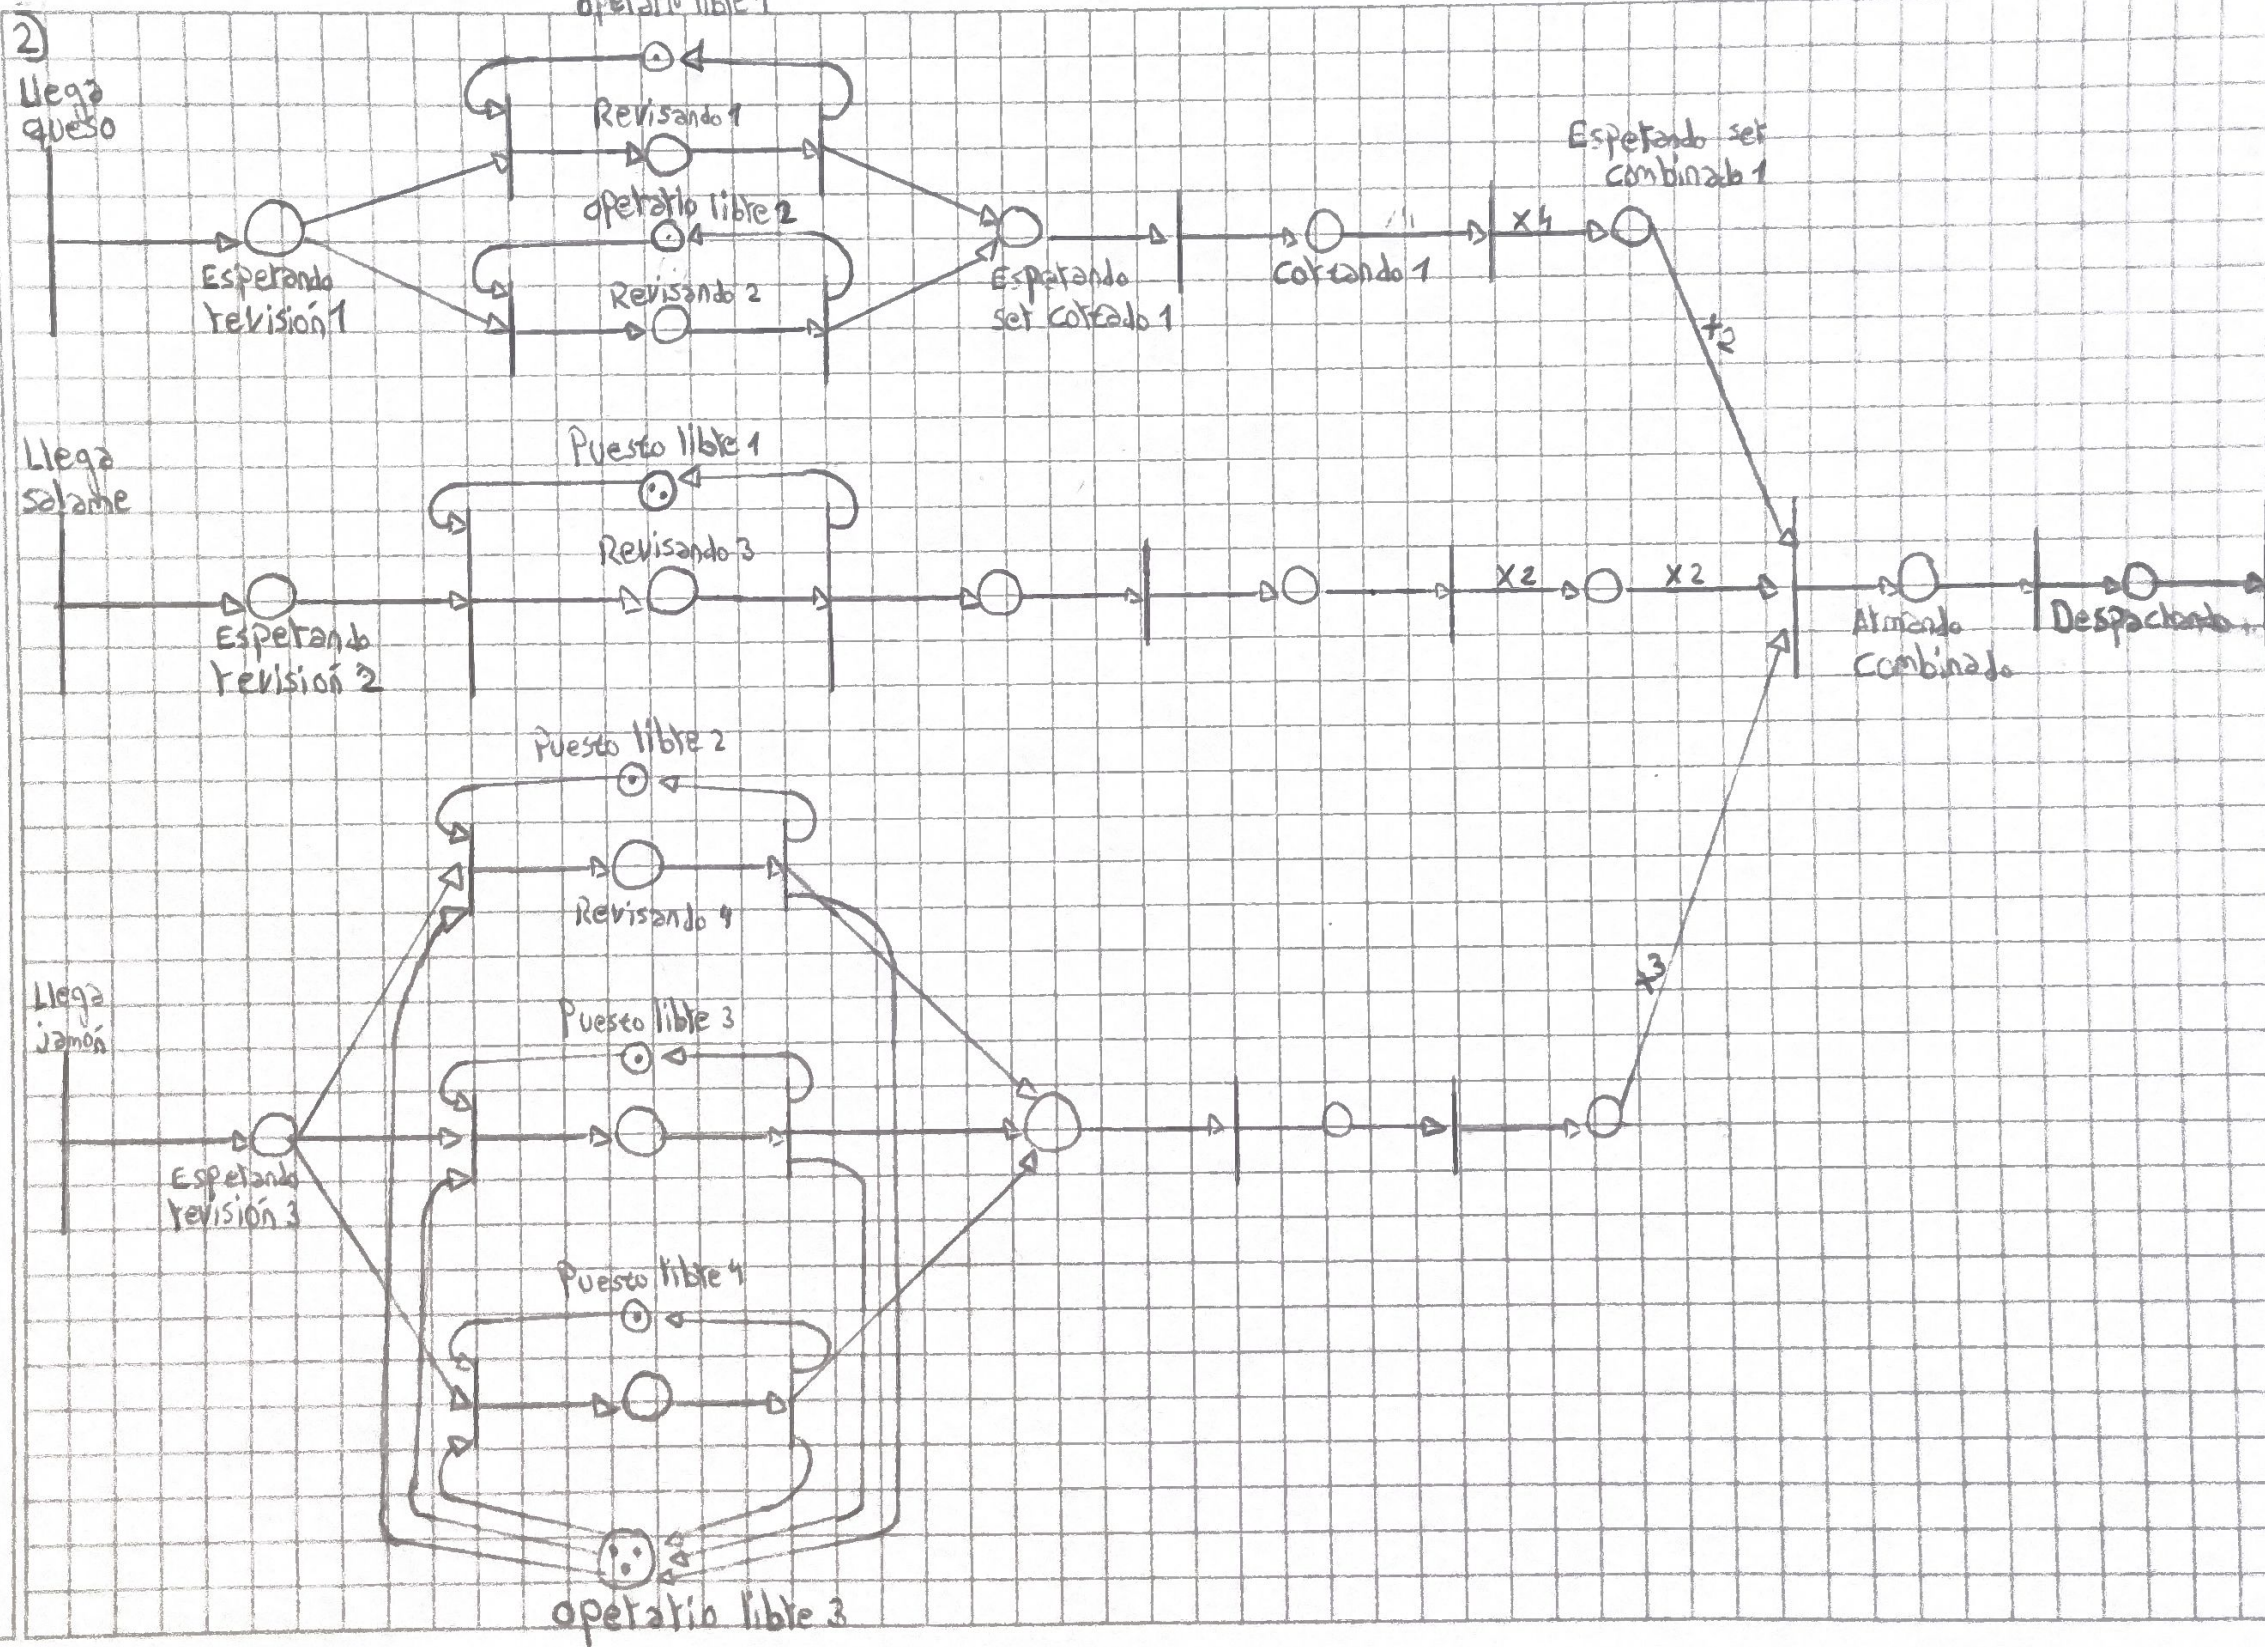 operario libre 1
2)
Llega
queso
Revisando 1
Esperando ser
combinado 1
operario libre 2
x4
Esperando
revisión 1
Revisando 2
Esperando
ser cortado 1
cortando 1
x2
Llega
salame
Puesto libre 1
Revisando 3
x2
x2
Esperando
revisión 2
Armando
combinado
Despachando
Puesto libre 2
Revisando 4
x3
Llega
jamón
Puesto libre 3
Esperando
revisión 3
Puesto libre 4
operario libre 3